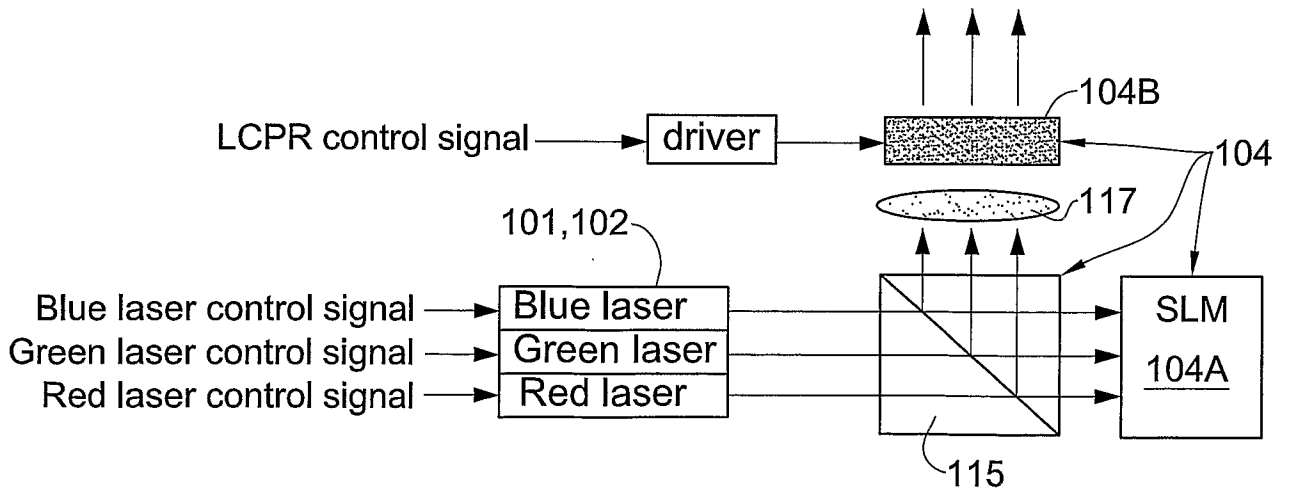 104B
LCPR control signal
driver
104
117
101,102
Blue laser control signal
Blue laser
SLM
Green laser control signal
Green laser
104A
Red laser control signal
Red laser
115